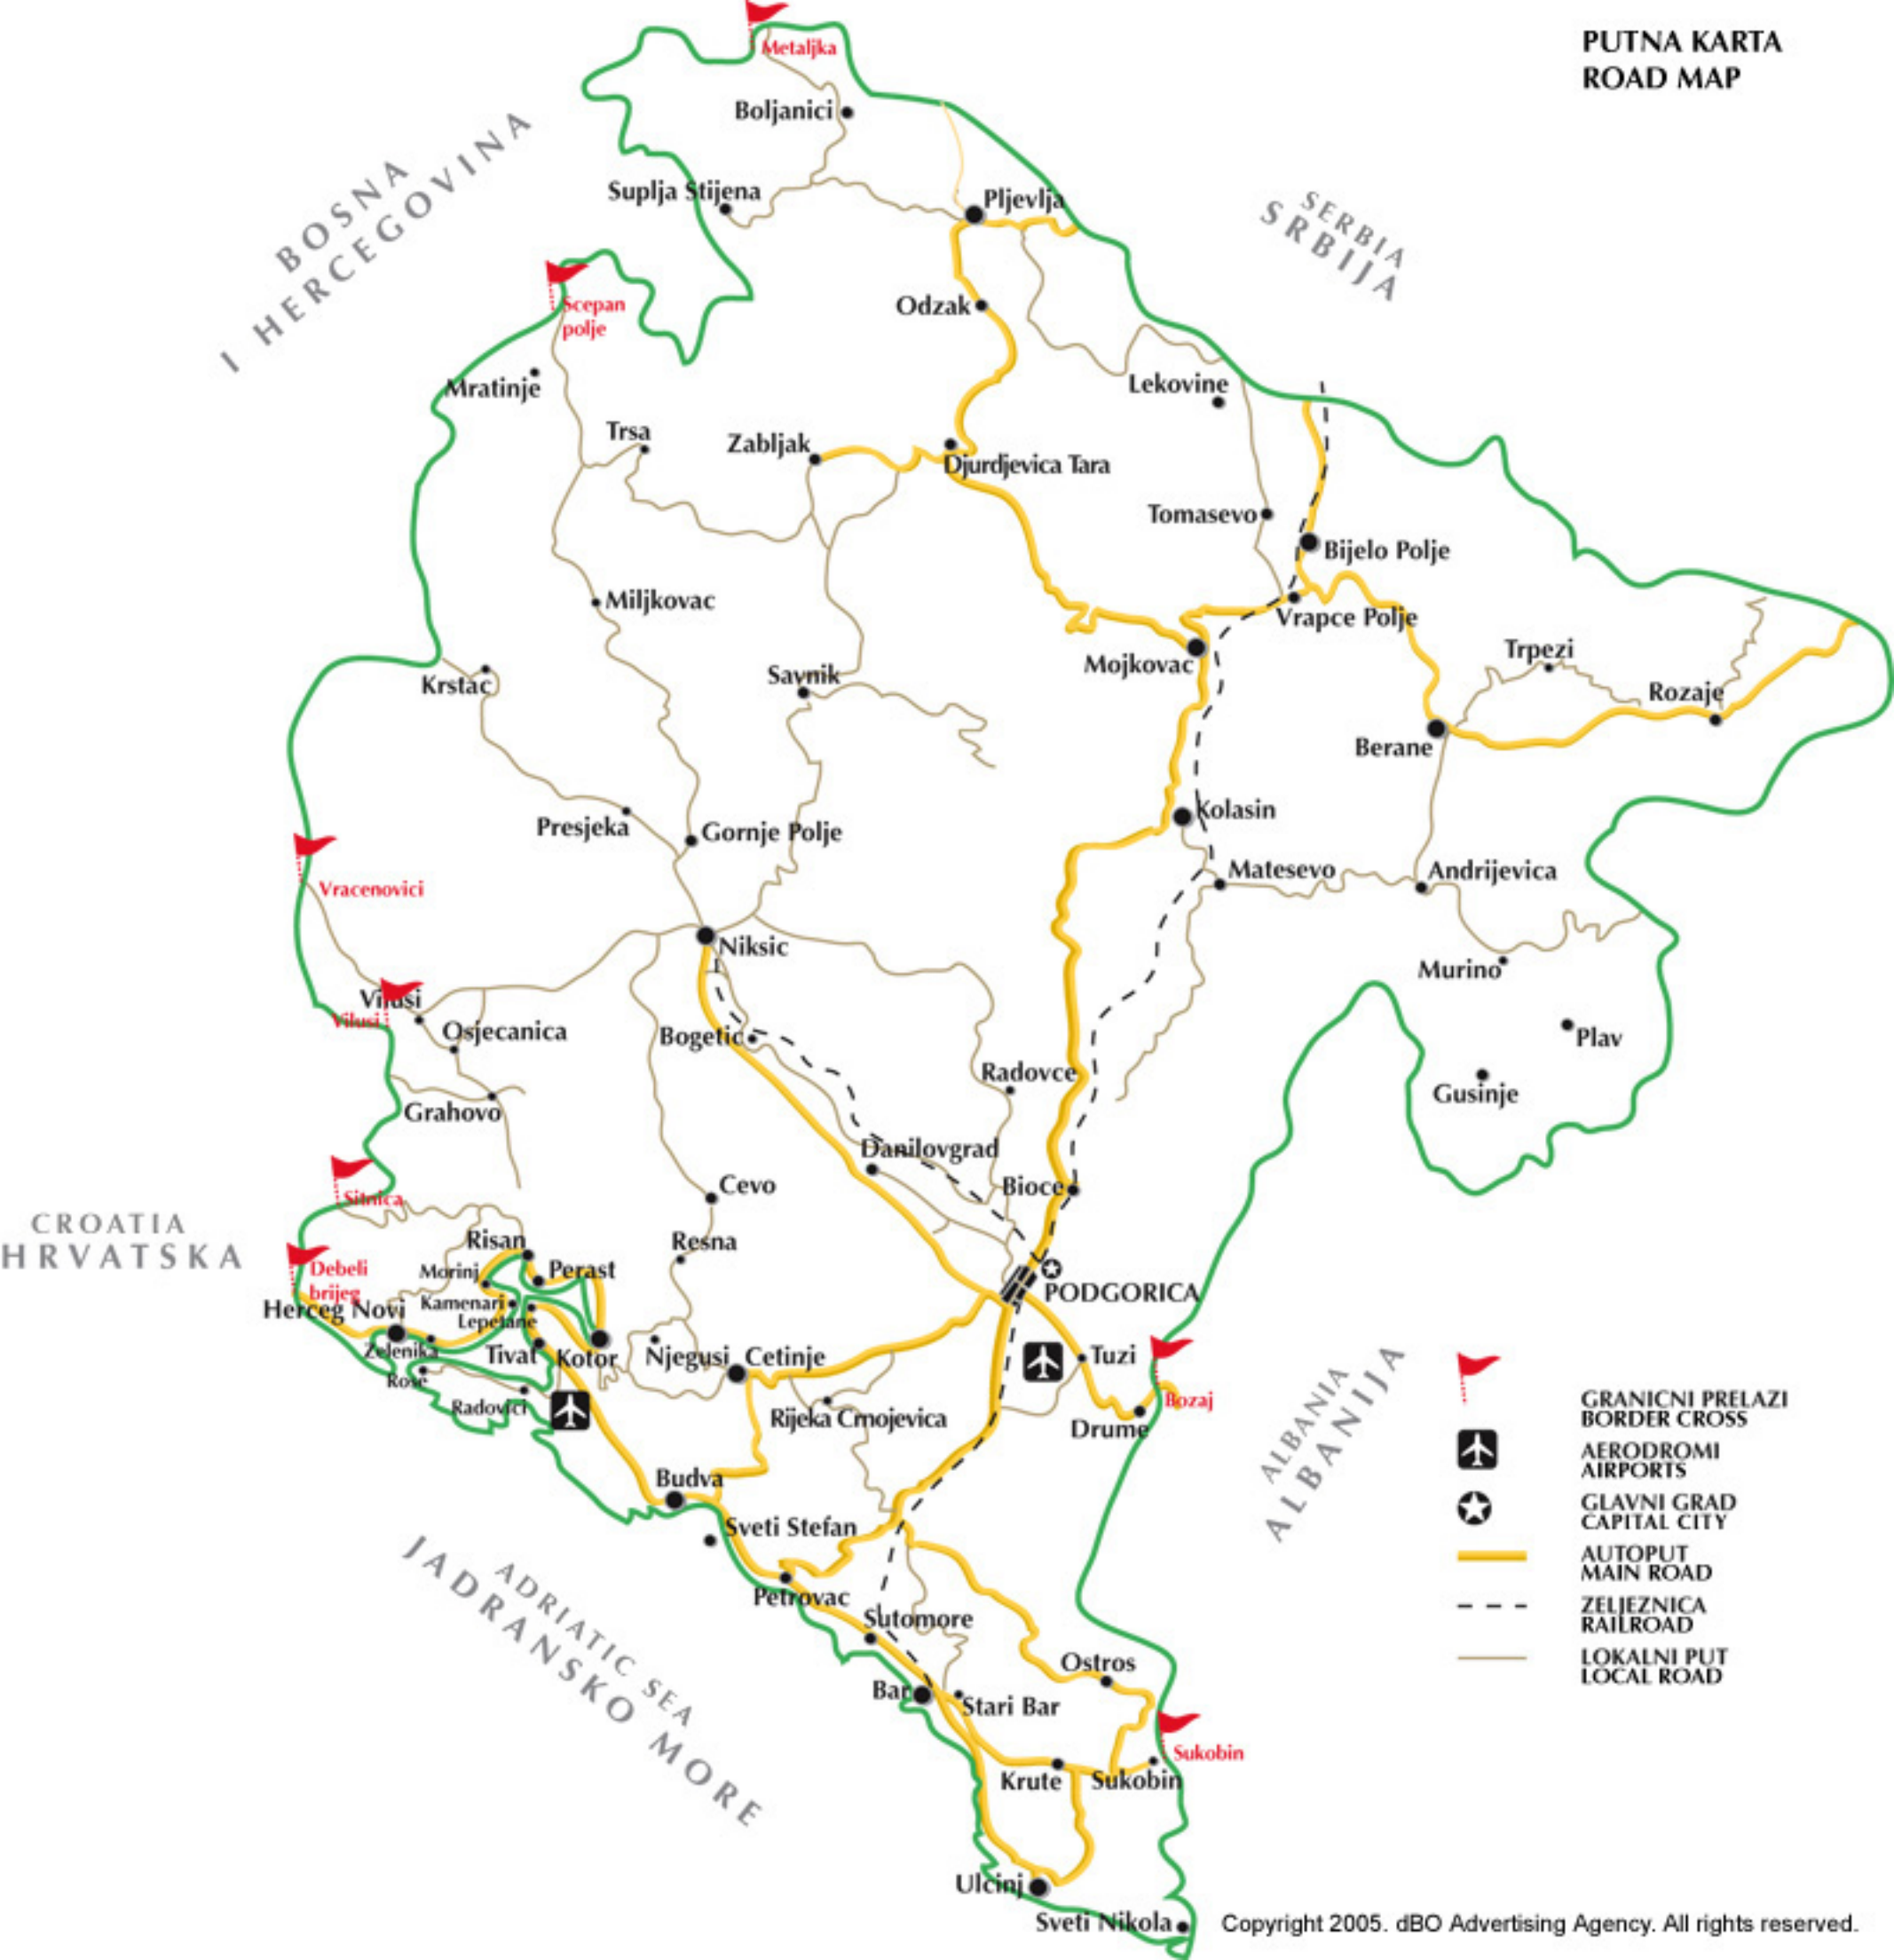 PUTNA KARTA
ROAD MAP
Metaljka
Boljanici
BOSNA
I HERCEGOVINA
Suplja Stijena
Pljevlja
SERBIA
SRBIJA
Scepan
polje
Odzak
Mratinje
Lekovine
Trsa
Zabljak
Djurdjevica Tara
Tomasevo
Bijelo Polje
Miljkovac
Vrapce Polje
Mojkovac
Trpezi
Krstac
Savnik
Rozaje
Berane
Presjeka
Gornje Polje
Kolasin
Vracenovici
Matesevo
Andrijevica
Niksic
Murino
Vilusi
Vilusi
Osjecanica
Bogetic
Plav
Radovce
Gusinje
Grahovo
Danilovgrad
Cevo
Bioce
Sitnica
CROATIA
HRVATSKA
Risan
Resna
Debeli
brijeg
Morinj
Perast
PODGORICA
Herceg Novi
Kamenari
Lepetane
Zelenika
Tivat
Kotor
Njegusi
Cetinje
Tuzi
Rose
Radovici
Rijeka Crnojevica
Bozaj
Drume
ALBANIA
ALBANIJA
GRANICNI PRELAZI
BORDER CROSS
AERODROMI
AIRPORTS
GLAVNI GRAD
CAPITAL CITY
AUTOPUT
MAIN ROAD
ZELJEZNICA
RAILROAD
LOKALNI PUT
LOCAL ROAD
Budva
Sveti Stefan
ADRIATIC SEA
JADRANSKO MORE
Petrovac
Sutomore
Ostros
Bar
Stari Bar
Sukobin
Krute
Sukobin
Ulcinj
Sveti Nikola
Copyright 2005. dBO Advertising Agency. All rights reserved.